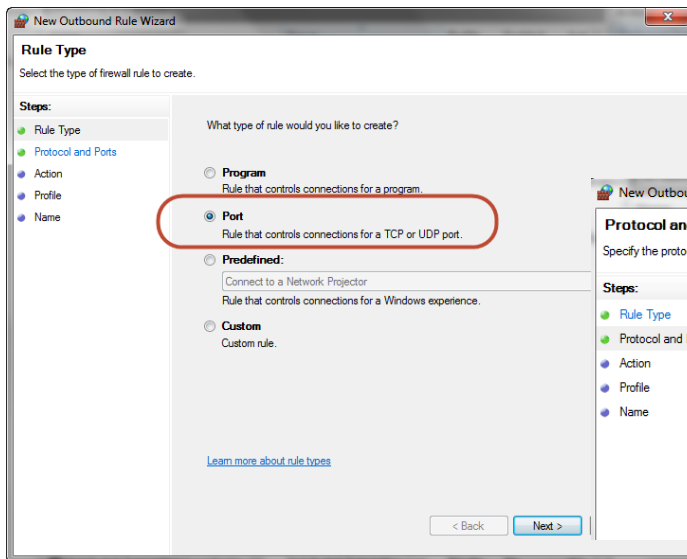 New Outbound Rule Wizard
Rule Type
Select the type of firewall rule to create.
Steps:
Rule Type
Protocol and Ports
Action
Profile
Name
What type of rule would you like to create?
Program
Rule that controls connections for a program.
Port
Rule that controls connections for a TCP or UDP port.
Predefined:
Connect to a Network Projector
Rule that controls connections for a Windows experience.
Custom
Custom rule.
Learn more about rule types
< Back
Next >
New Outbou
Protocol an
Specify the proto
Steps:
Rule Type
Protocol and
Action
Profile
Name